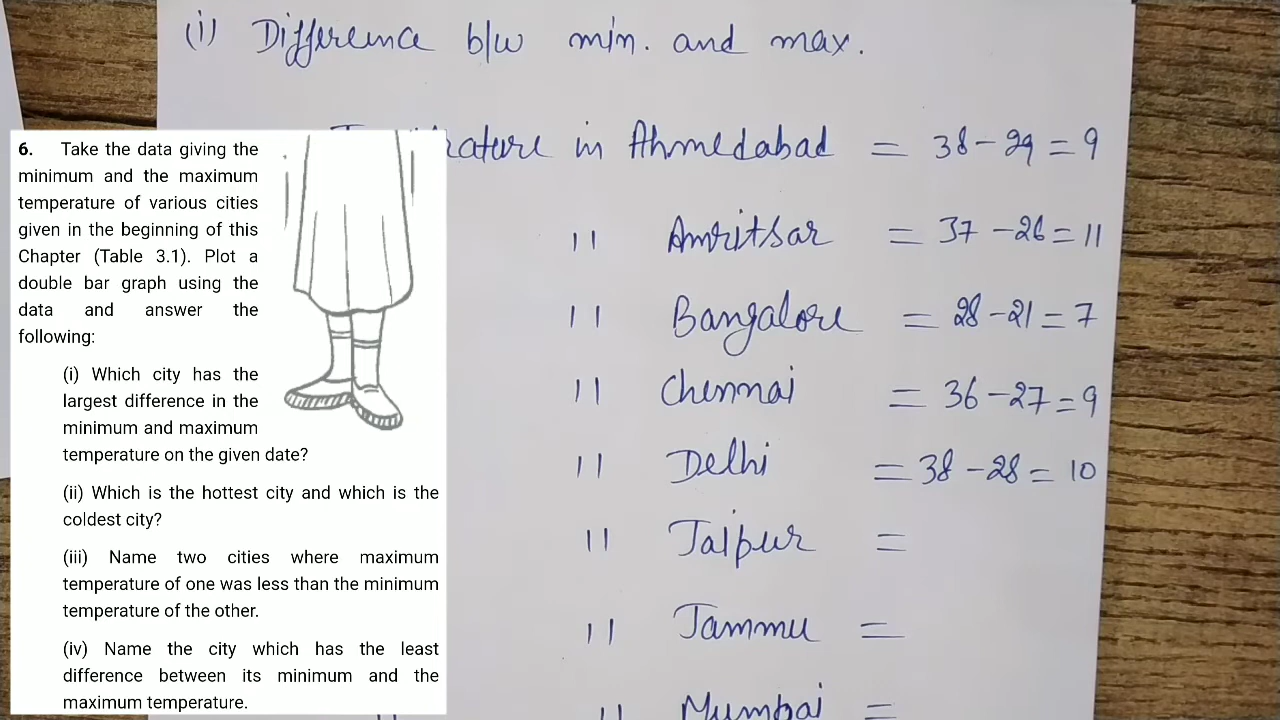 (i) Difference b/w min. and max.
in Ahmedabad = 38-29=9
" Amritsar = 37-26=11
" Bangalore = 28-21=7
" Chennai = 36-27=9
" Delhi = 38-28=10
" Jaipur =
" Jammu =
" Mumbai =
6. Take the data giving the
minimum and the maximum
temperature of various cities
given in the beginning of this
Chapter (Table 3.1). Plot a
double bar graph using the
data and answer the
following:
(i) Which city has the
largest difference in the
minimum and maximum
temperature on the given date?
(ii) Which is the hottest city and which is the
coldest city?
(iii) Name two cities where maximum
temperature of one was less than the minimum
temperature of the other.
(iv) Name the city which has the least
difference between its minimum and the
maximum temperature.